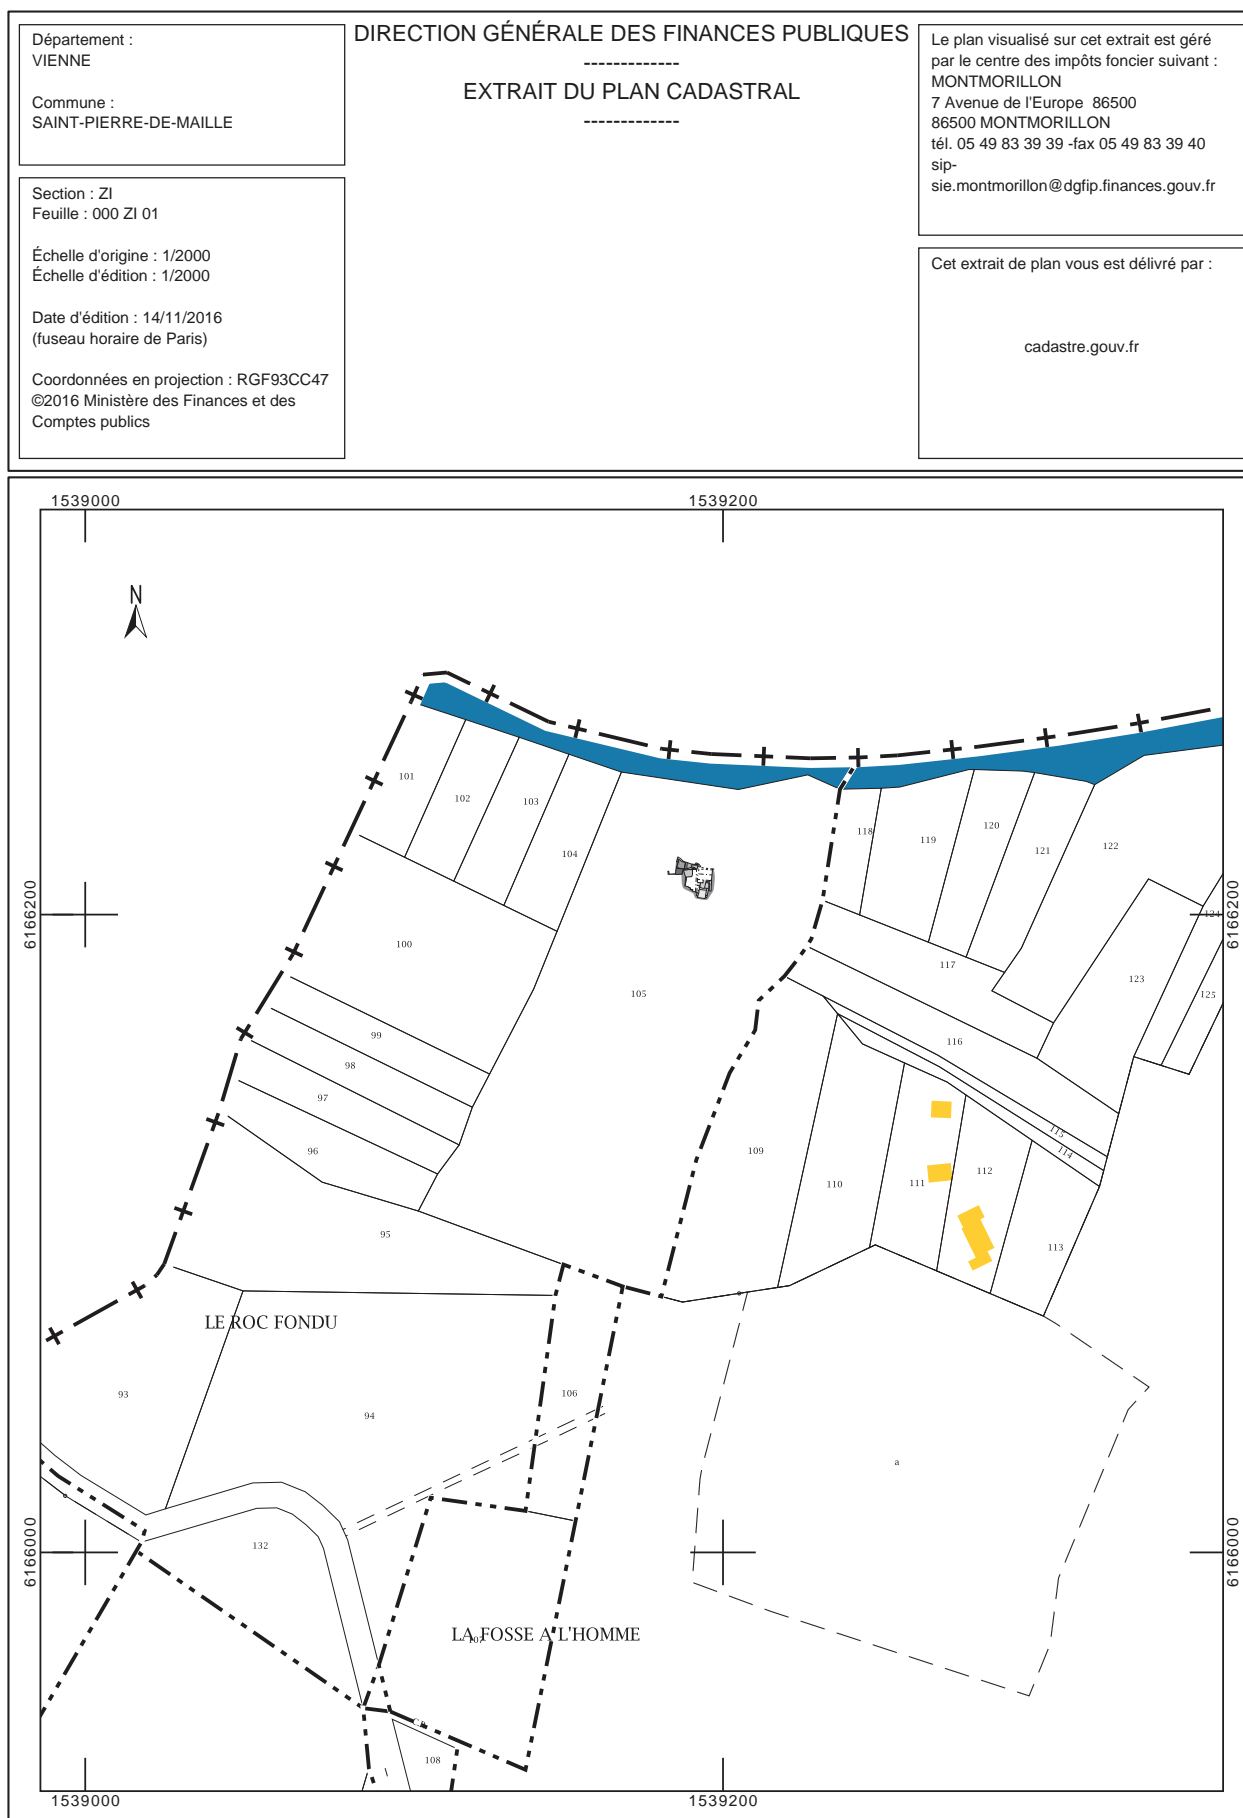 Département :
VIENNE
Commune :
SAINT-PIERRE-DE-MAILLE
Section : ZI
Feuille : 000 ZI 01
Échelle d'origine : 1/2000
Échelle d'édition : 1/2000
Date d'édition : 14/11/2016
(fuseau horaire de Paris)
Coordonnées en projection : RGF93CC47
©2016 Ministère des Finances et des
Comptes publics
DIRECTION GÉNÉRALE DES FINANCES PUBLIQUES
-------------
EXTRAIT DU PLAN CADASTRAL
-------------
Le plan visualisé sur cet extrait est géré
par le centre des impôts foncier suivant :
MONTMORILLON
7 Avenue de l'Europe 86500
86500 MONTMORILLON
tél. 05 49 83 39 39 -fax 05 49 83 39 40
sip-
sie.montmorillon@dgfip.finances.gouv.fr
Cet extrait de plan vous est délivré par :
cadastre.gouv.fr
1539000
1539200
N
101
102
103
104
118
119
120
121
122
6166200
6166200
124
100
105
117
123
125
99
98
97
96
116
115
114
109
110
111
112
113
95
LE ROC FONDU
93
94
106
a
6166000
6166000
132
LA FOSSE A L'HOMME
107
C.R.
108
1539000
1539200